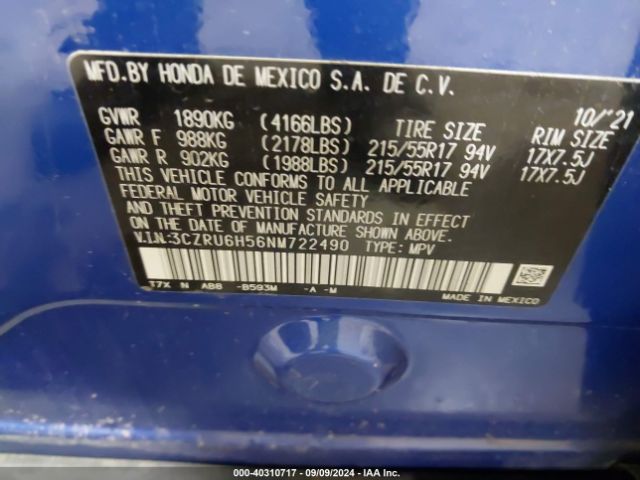 MFD.BY HONDA DE MEXICO S.A. DE C.V.
10/'21
GVWR 1890KG (4166LBS) TIRE SIZE RIM SIZE
GAWR F 988KG (2178LBS) 215/55R17 94V 17X7.5J
GAWR R 902KG (1988LBS) 215/55R17 94V 17X7.5J
THIS VEHICLE CONFORMS TO ALL APPLICABLE
FEDERAL MOTOR VEHICLE SAFETY
AND THEFT PREVENTION STANDARDS IN EFFECT
ON THE DATE OF MANUFACTURE SHOWN ABOVE.
V.I.N:3CZRU6H56NM722490 TYPE: MPV
T7X N AB8 -B593M -A -M
MADE IN MEXICO
000-40310717 - 09/09/2024 - IAA Inc.